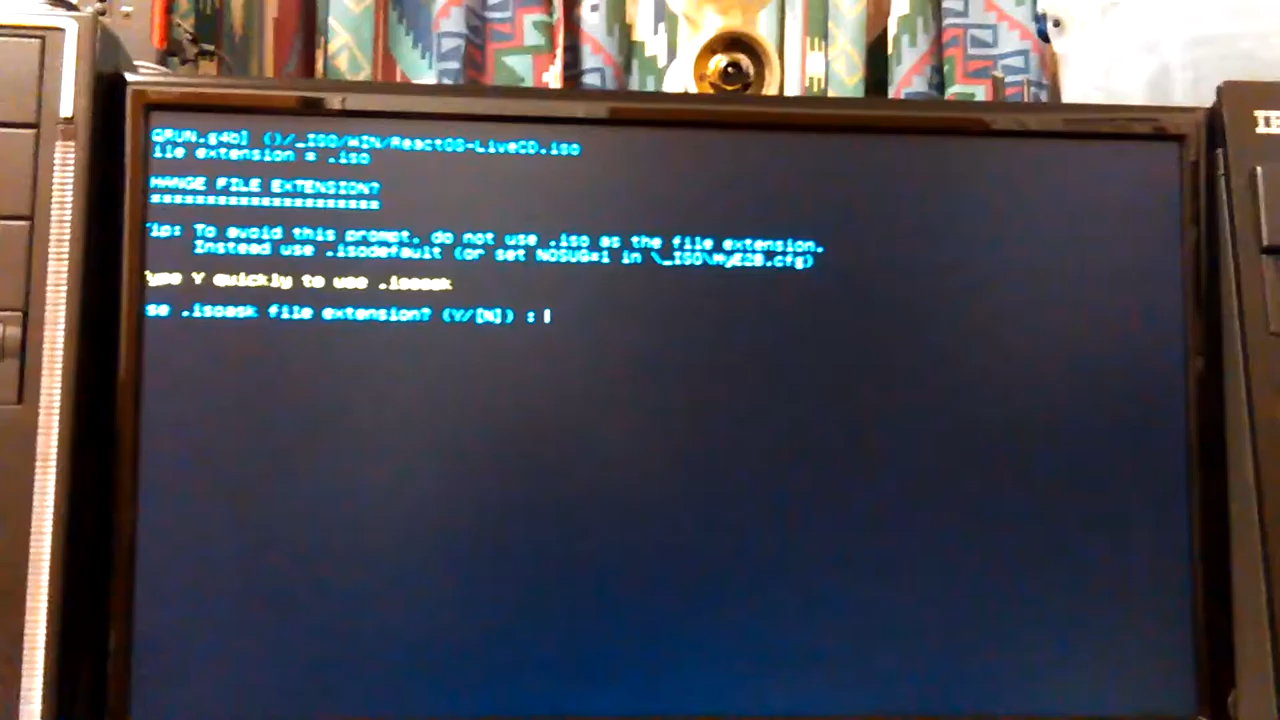 QRUN.g4b] ()/_ISO/WIN/ReactOS-LiveCD.iso
ile extension = .iso
HANGE FILE EXTENSION?
=====================
ip: To avoid this prompt, do not use .iso as the file extension.
Instead use .isodefault (or set NOSUG=1 in \_ISO\MyE2B.cfg)
ype Y quickly to use .isoask
se .isoask file extension? (Y/[N]) :